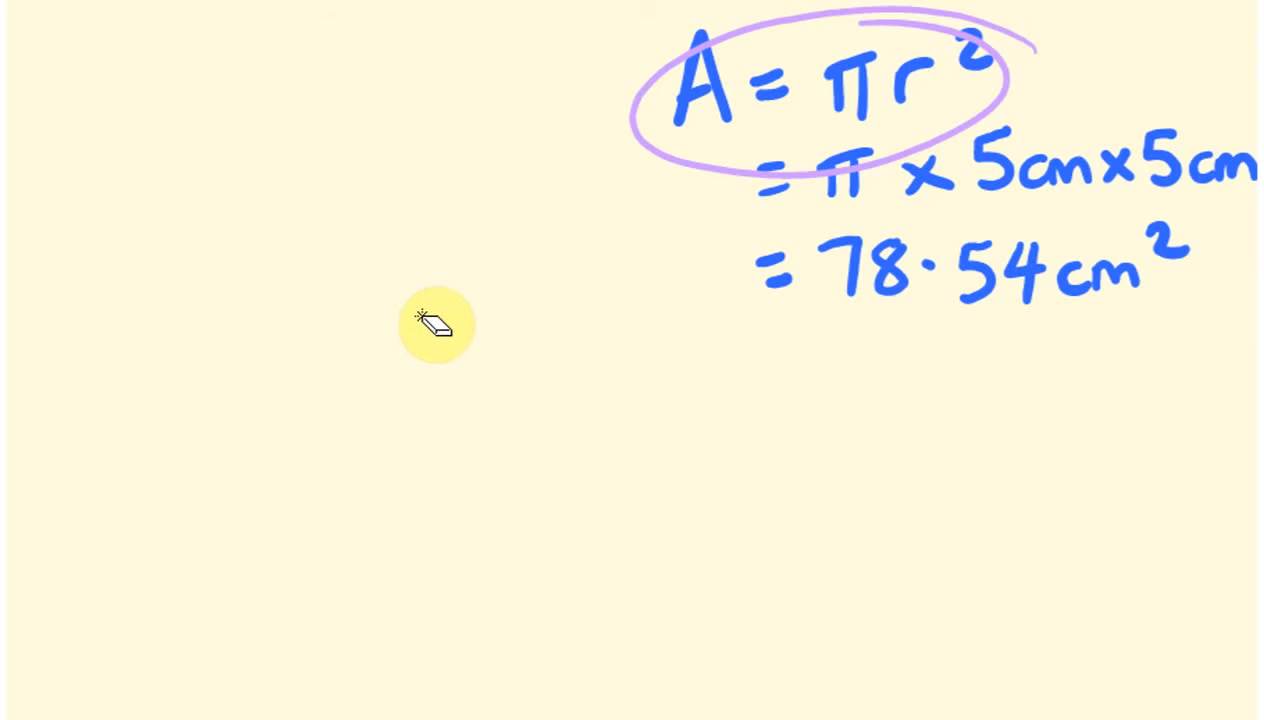 A = πr²
= π × 5cm × 5cm
= 78·54cm²